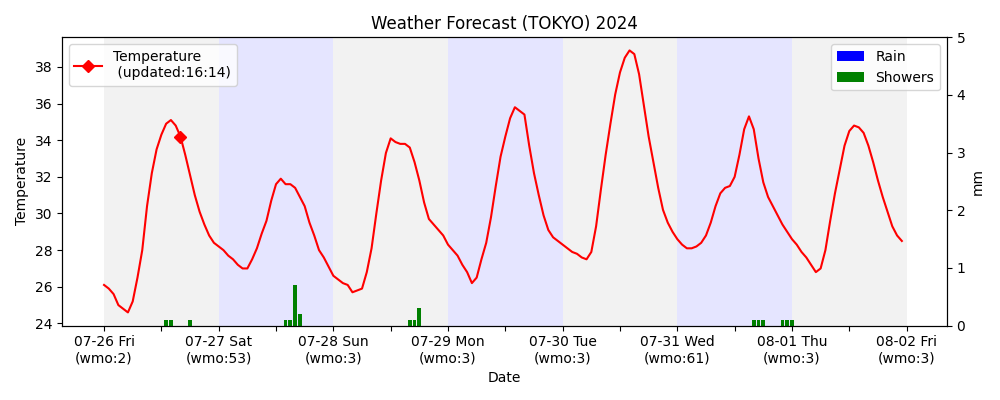 Weather Forecast (TOKYO) 2024
Temperature
(updated:16:14)
Rain
Showers
38
36
34
32
30
28
26
24
Temperature
5
4
3
2
1
0
mm
07-26 Fri
(wmo:2)
07-27 Sat
(wmo:53)
07-28 Sun
(wmo:3)
07-29 Mon
(wmo:3)
07-30 Tue
(wmo:3)
07-31 Wed
(wmo:61)
08-01 Thu
(wmo:3)
08-02 Fri
(wmo:3)
Date